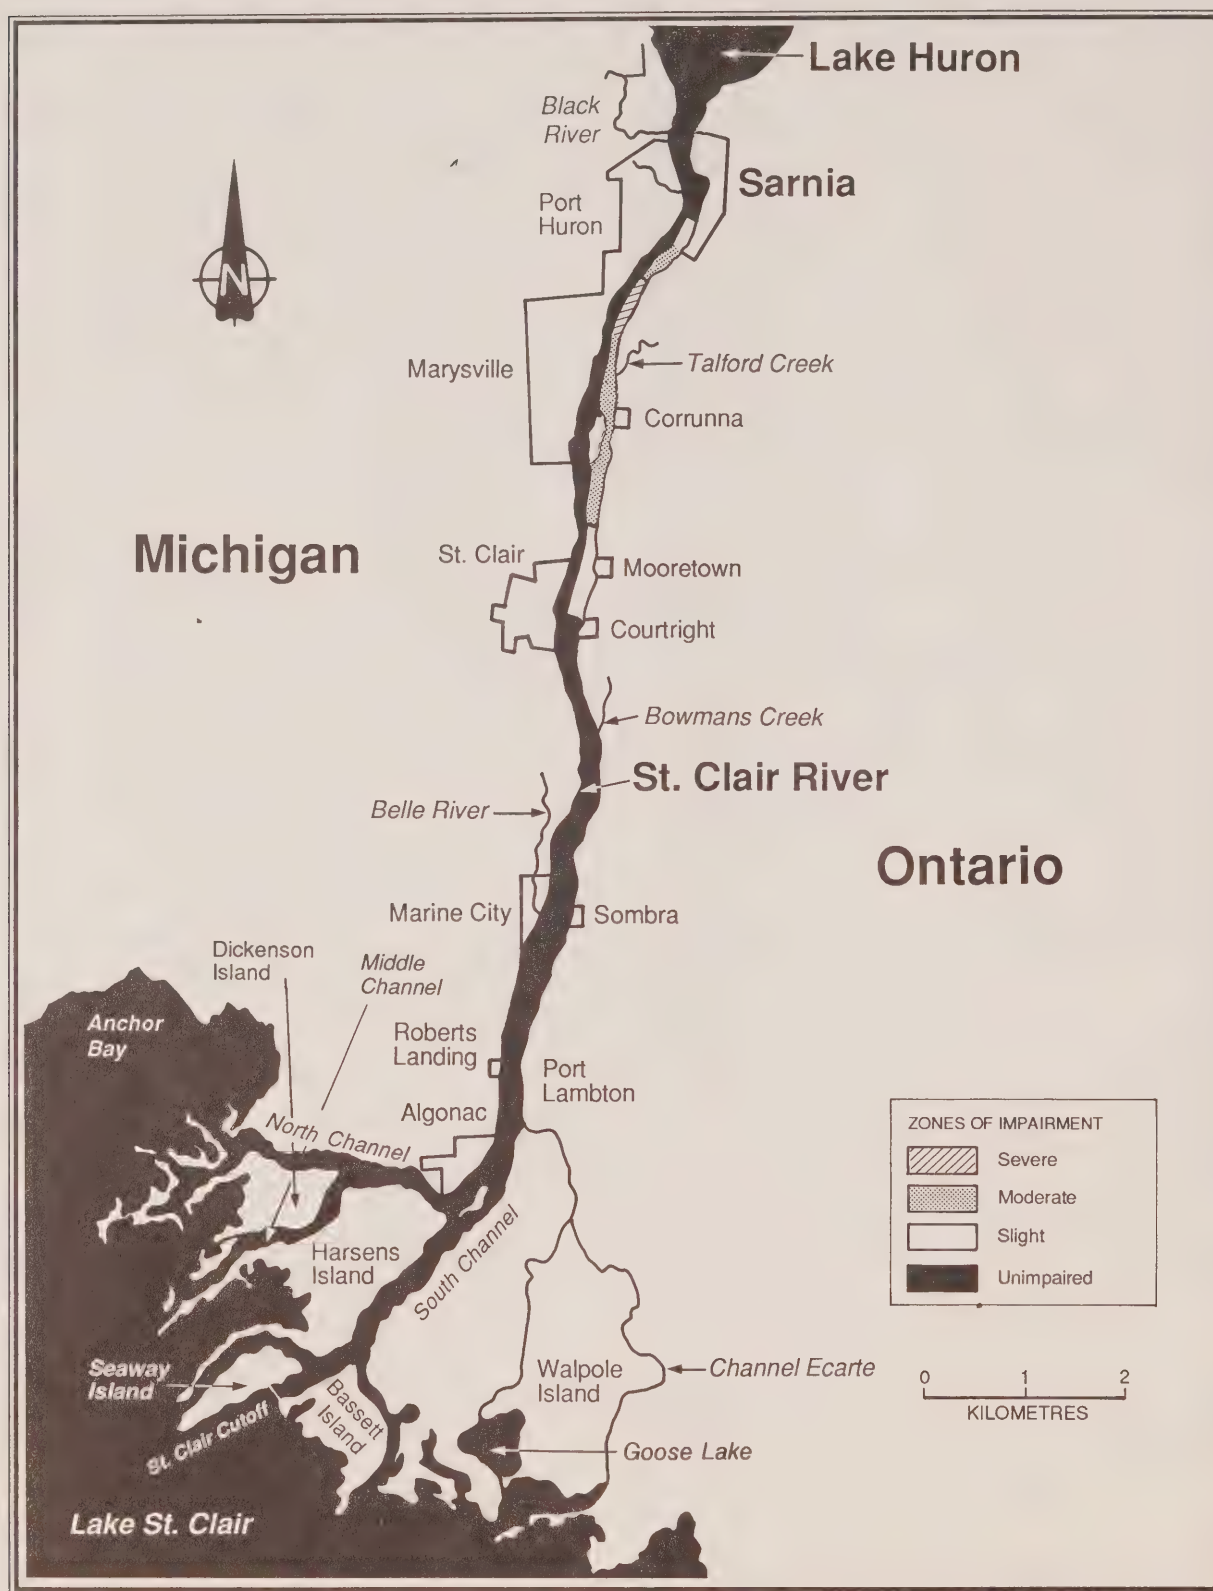 Lake Huron
Black
River
Sarnia
Port
Huron
N
Marysville
Talford Creek
Corrunna
Michigan
St. Clair
Mooretown
Courtright
Bowmans Creek
St. Clair River
Belle River
Ontario
Marine City
Sombra
Dickenson
Island
Middle
Channel
Anchor
Bay
Roberts
Landing
Port
Lambton
Algonac
North Channel
ZONES OF IMPAIRMENT
Severe
Moderate
Slight
Unimpaired
Harsens
Island
South Channel
Seaway
Island
Walpole
Island
Channel Ecarte
Bassett
Island
St. Clair Cutoff
0 1 2
KILOMETRES
Goose Lake
Lake St. Clair